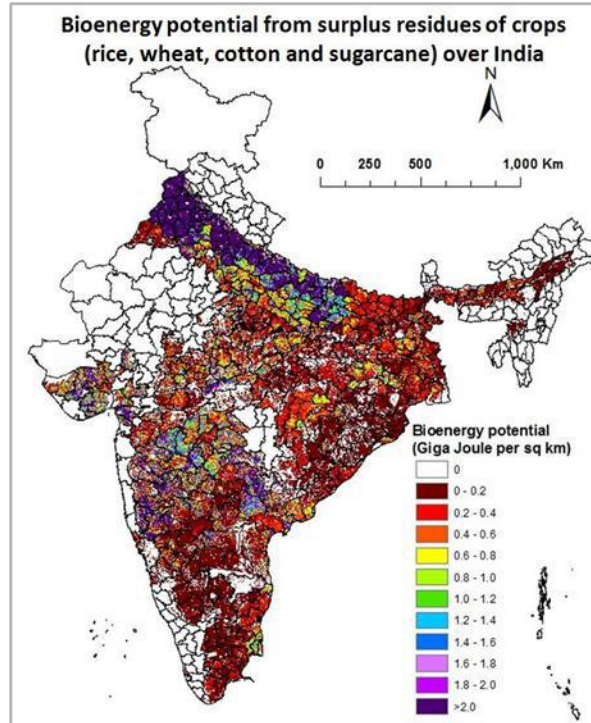 Bioenergy potential from surplus residues of crops
(rice, wheat, cotton and sugarcane) over India
N
0 250 500 1,000 Km
Bioenergy potential
(Giga Joule per sq km)
0
0 - 0.2
0.2 - 0.4
0.4 - 0.6
0.6 - 0.8
0.8 - 1.0
1.0 - 1.2
1.2 - 1.4
1.4 - 1.6
1.6 - 1.8
1.8 - 2.0
>2.0